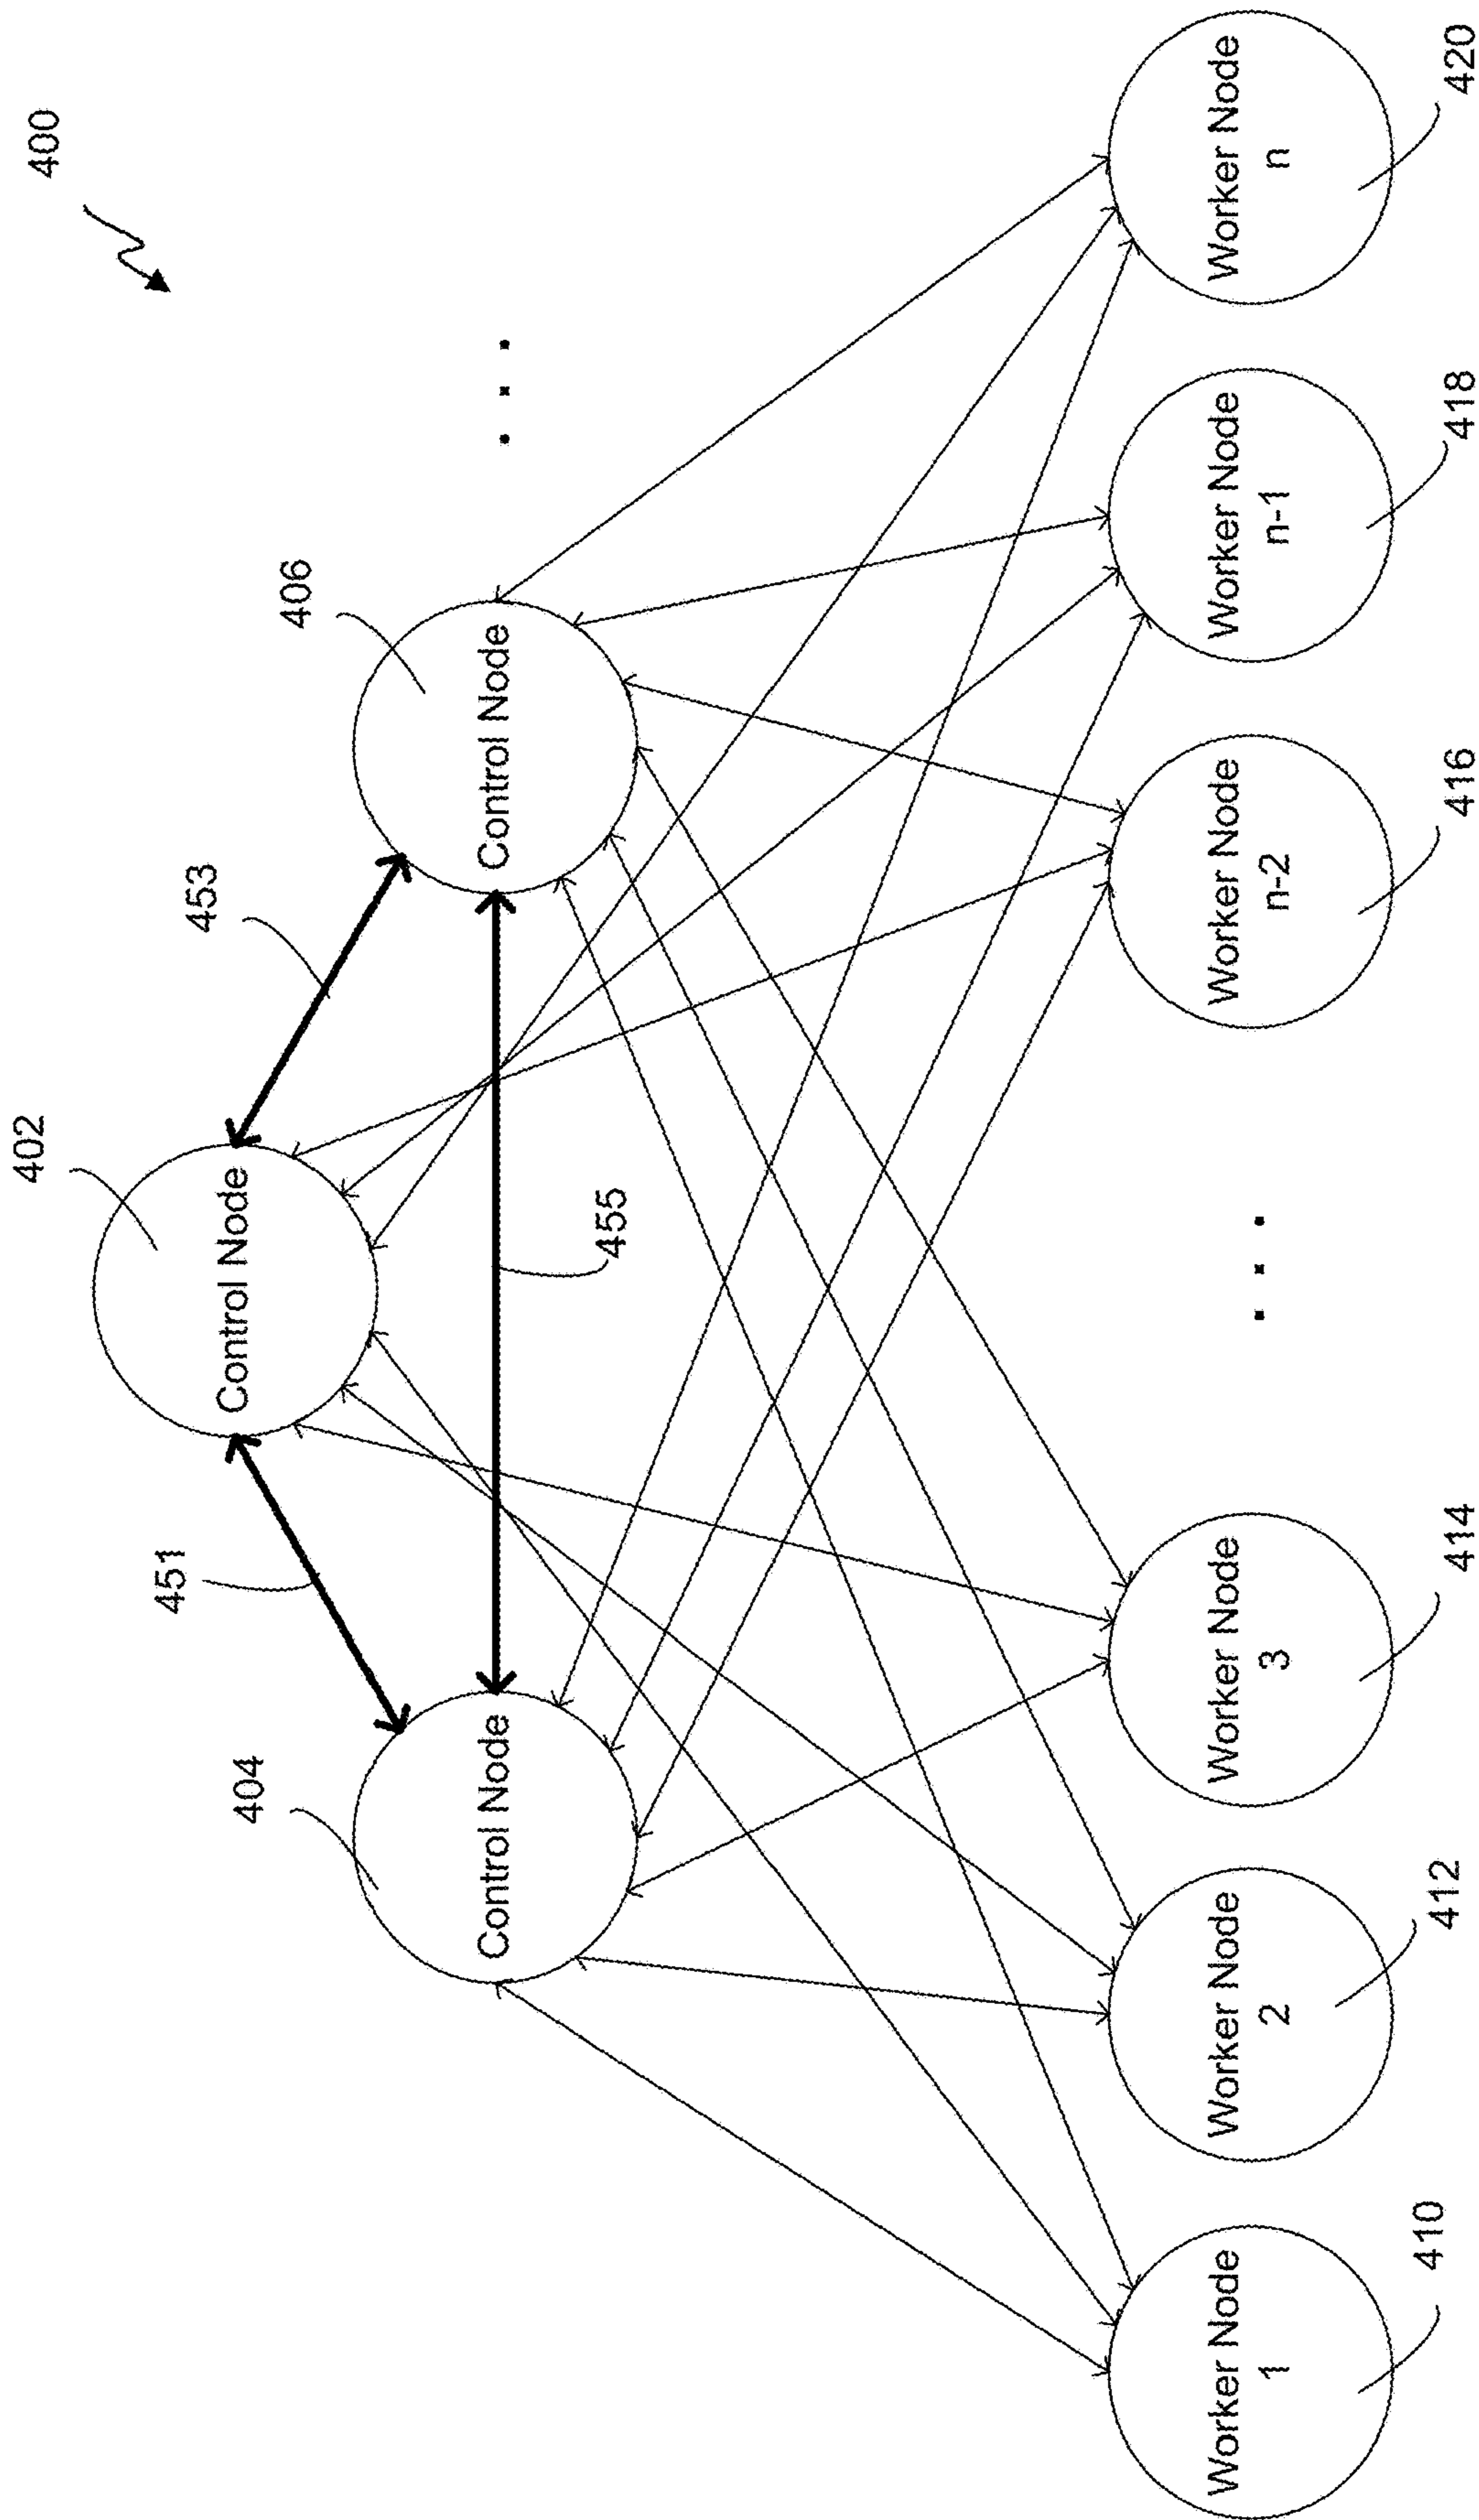 400
402
451
453
404
406
Control Node
Control Node
Control Node
. . .
455
Worker Node
1
Worker Node
2
Worker Node
3
. . .
Worker Node
n-2
Worker Node
n-1
Worker Node
n
410
412
414
416
418
420